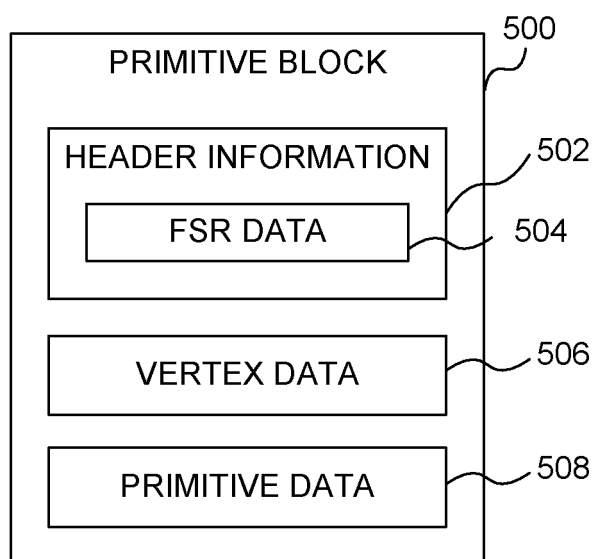 500
PRIMITIVE BLOCK
HEADER INFORMATION
502
FSR DATA
504
VERTEX DATA
506
PRIMITIVE DATA
508